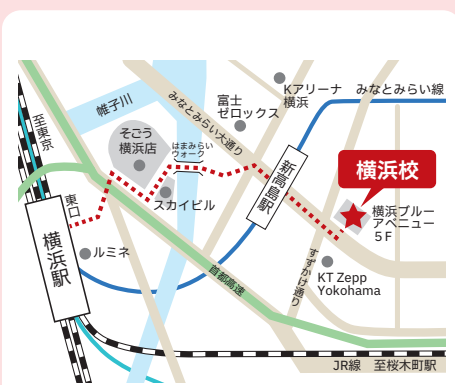 Kアリーナ
横浜
みなとみらい線
帷子川
みなとみらい大通り
富士
ゼロックス
至東京
そごう
横浜店
はまみらい
ウォーク
新高島駅
横浜校
東口
スカイビル
横浜ブルー
アベニュー
5F
横浜駅
ルミネ
首都高速
すずかけ通り
KT Zepp
Yokohama
JR線 至桜木町駅